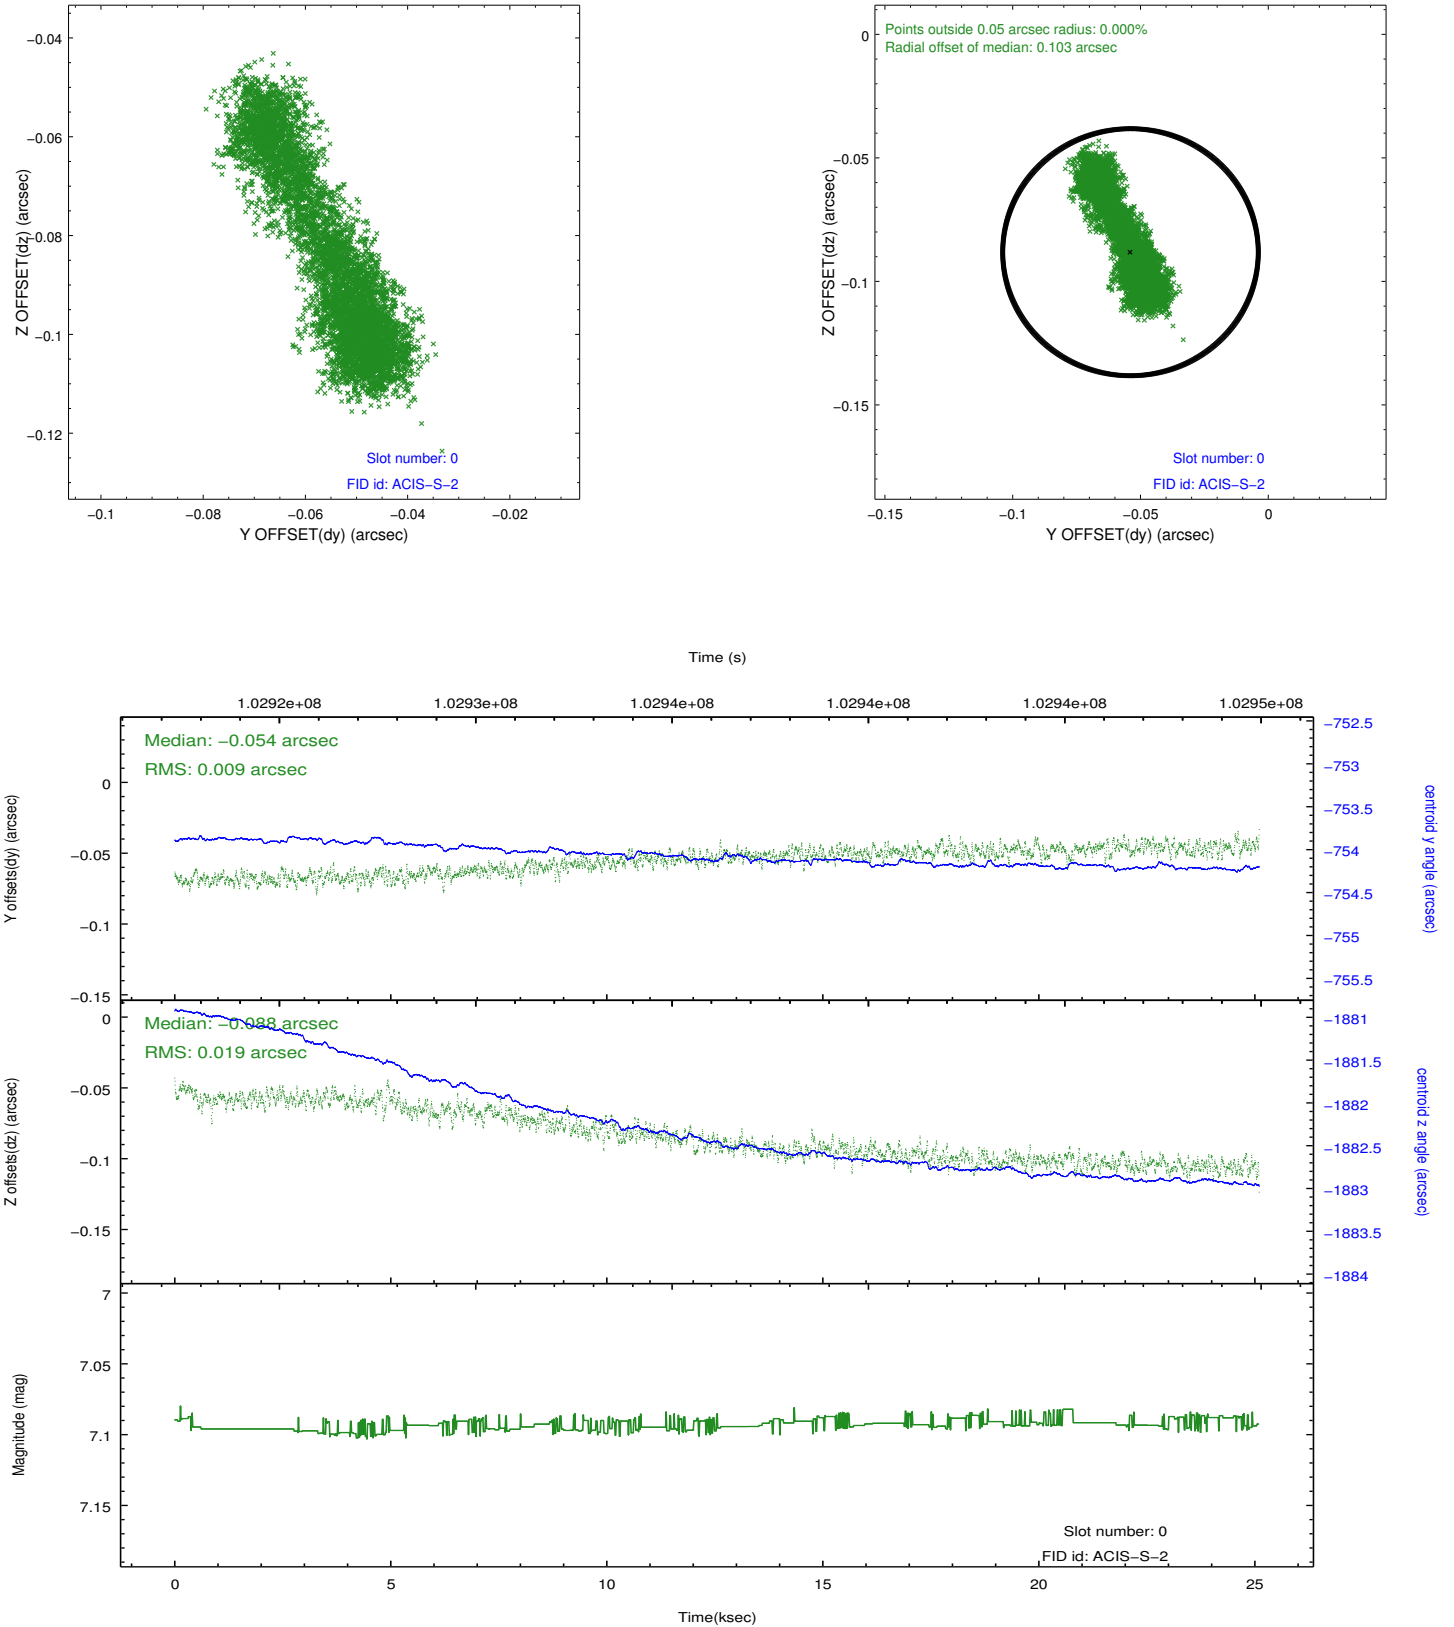 −0.04
−0.06
−0.08
−0.1
−0.12
Z OFFSET(dz) (arcsec)
Slot number: 0
FID id: ACIS−S−2
−0.1 −0.08 −0.06 −0.04 −0.02
Y OFFSET(dy) (arcsec)
Points outside 0.05 arcsec radius: 0.000%
Radial offset of median: 0.103 arcsec
0
−0.05
−0.1
−0.15
Z OFFSET(dz) (arcsec)
Slot number: 0
FID id: ACIS−S−2
−0.15 −0.1 −0.05 0
Y OFFSET(dy) (arcsec)
Time (s)
1.0292e+08 1.0293e+08 1.0294e+08 1.0294e+08 1.0294e+08 1.0295e+08
Median: −0.054 arcsec
RMS: 0.009 arcsec
0
−0.05
−0.1
−0.15
Y offsets(dy) (arcsec)
−752.5
−753
−753.5
−754
−754.5
−755
−755.5
centroid y angle (arcsec)
Median: −0.088 arcsec
RMS: 0.019 arcsec
0
−0.05
−0.1
−0.15
Z offsets(dz) (arcsec)
−1881
−1881.5
−1882
−1882.5
−1883
−1883.5
−1884
centroid z angle (arcsec)
7
7.05
7.1
7.15
Magnitude (mag)
Slot number: 0
FID id: ACIS−S−2
0 5 10 15 20 25
Time(ksec)